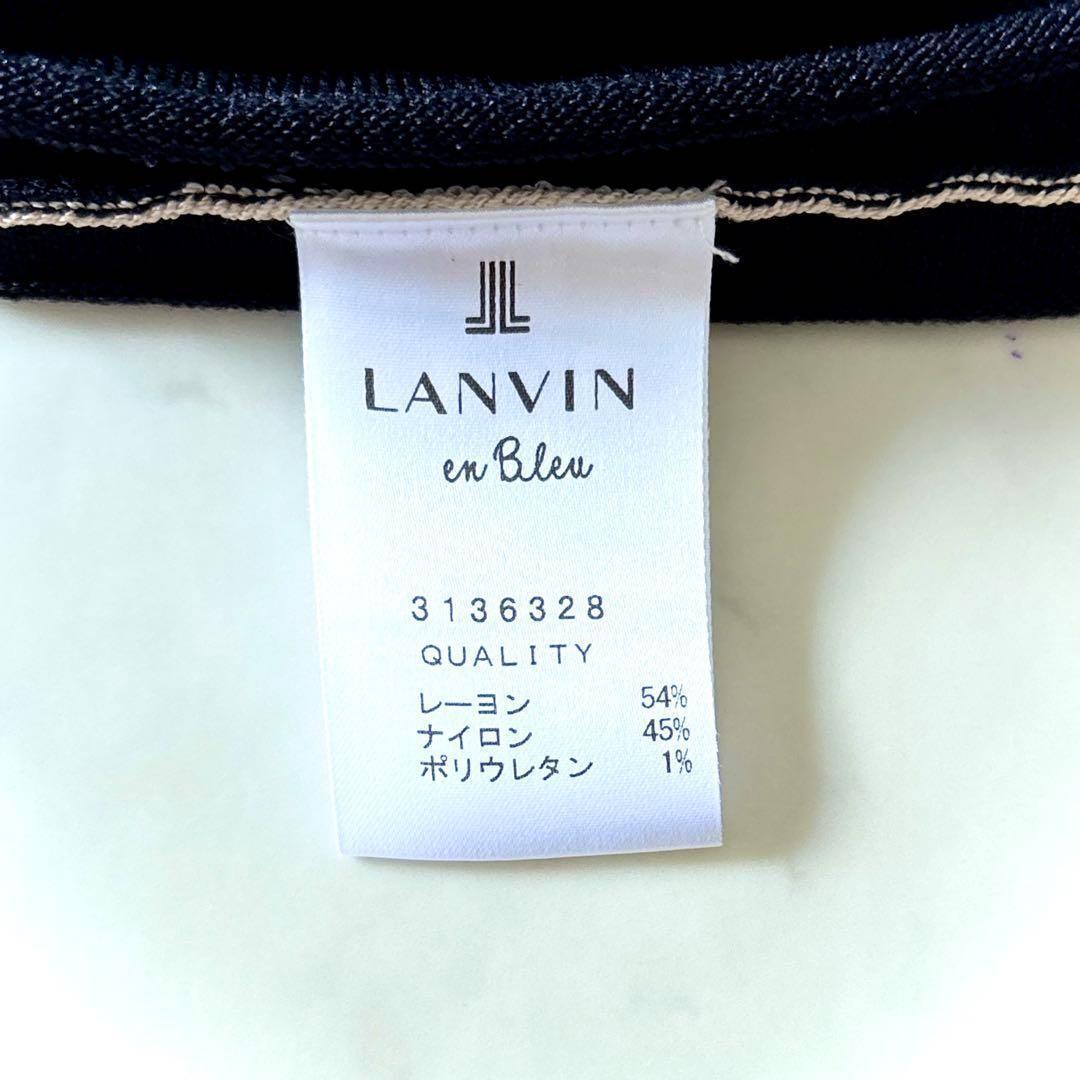 LANVIN
en Bleu
3136328
QUALITY
レーヨン 54%
ナイロン 45%
ポリウレタン 1%